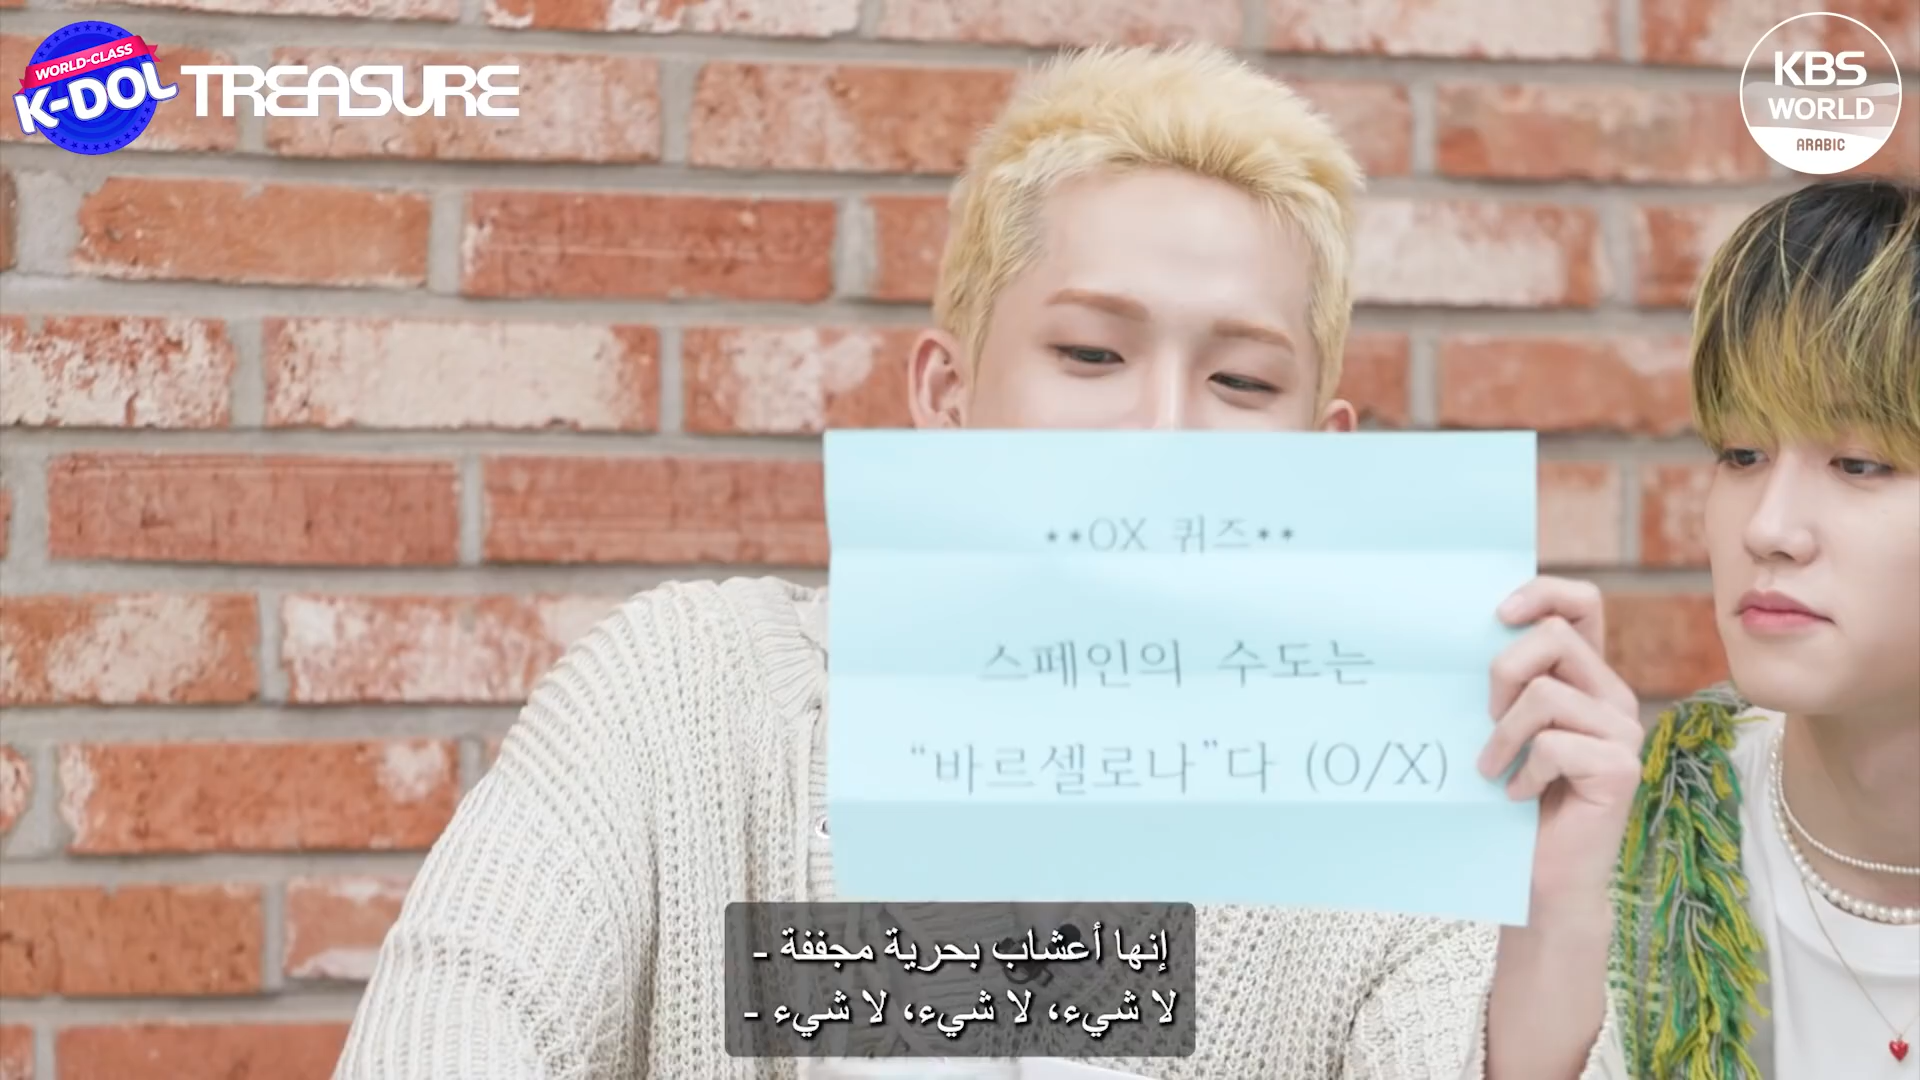 WORLD-CLASS
K-DOL
TREASURE
KBS
WORLD
ARABIC
**OX 퀴즈**
스페인의 수도는
“바르셀로나”다 (O/X)
إنها أعشاب بحرية مجففة -
لا شيء، لا شيء، لا شيء -